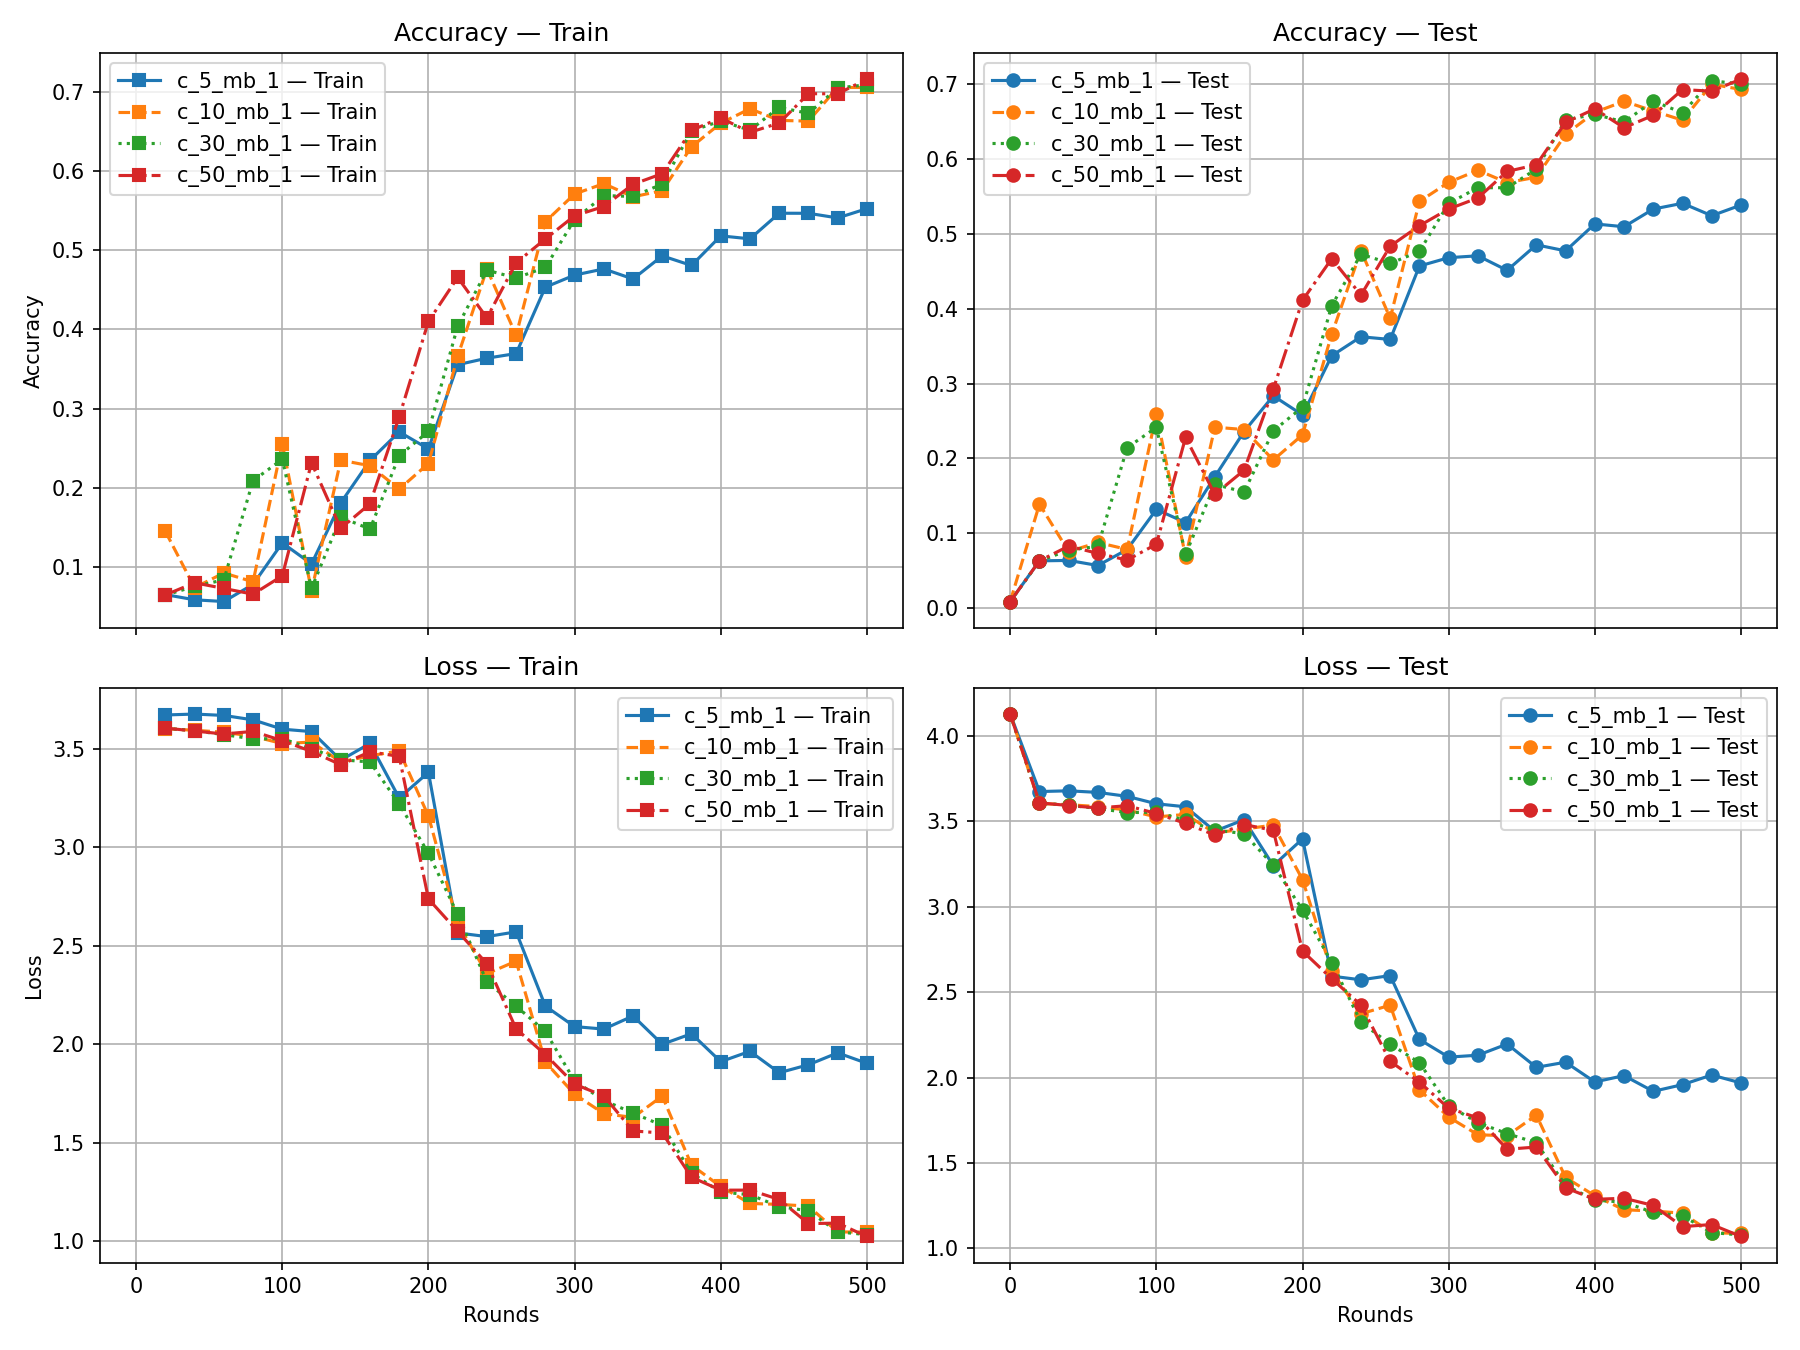 Accuracy — Train
Accuracy
0.7
0.6
0.5
0.4
0.3
0.2
0.1
c_5_mb_1 — Train
c_10_mb_1 — Train
c_30_mb_1 — Train
c_50_mb_1 — Train
Accuracy — Test
0.7
0.6
0.5
0.4
0.3
0.2
0.1
0.0
c_5_mb_1 — Test
c_10_mb_1 — Test
c_30_mb_1 — Test
c_50_mb_1 — Test
Loss — Train
Loss
3.5
3.0
2.5
2.0
1.5
1.0
c_5_mb_1 — Train
c_10_mb_1 — Train
c_30_mb_1 — Train
c_50_mb_1 — Train
0 100 200 300 400 500
Rounds
Loss — Test
4.0
3.5
3.0
2.5
2.0
1.5
1.0
c_5_mb_1 — Test
c_10_mb_1 — Test
c_30_mb_1 — Test
c_50_mb_1 — Test
0 100 200 300 400 500
Rounds